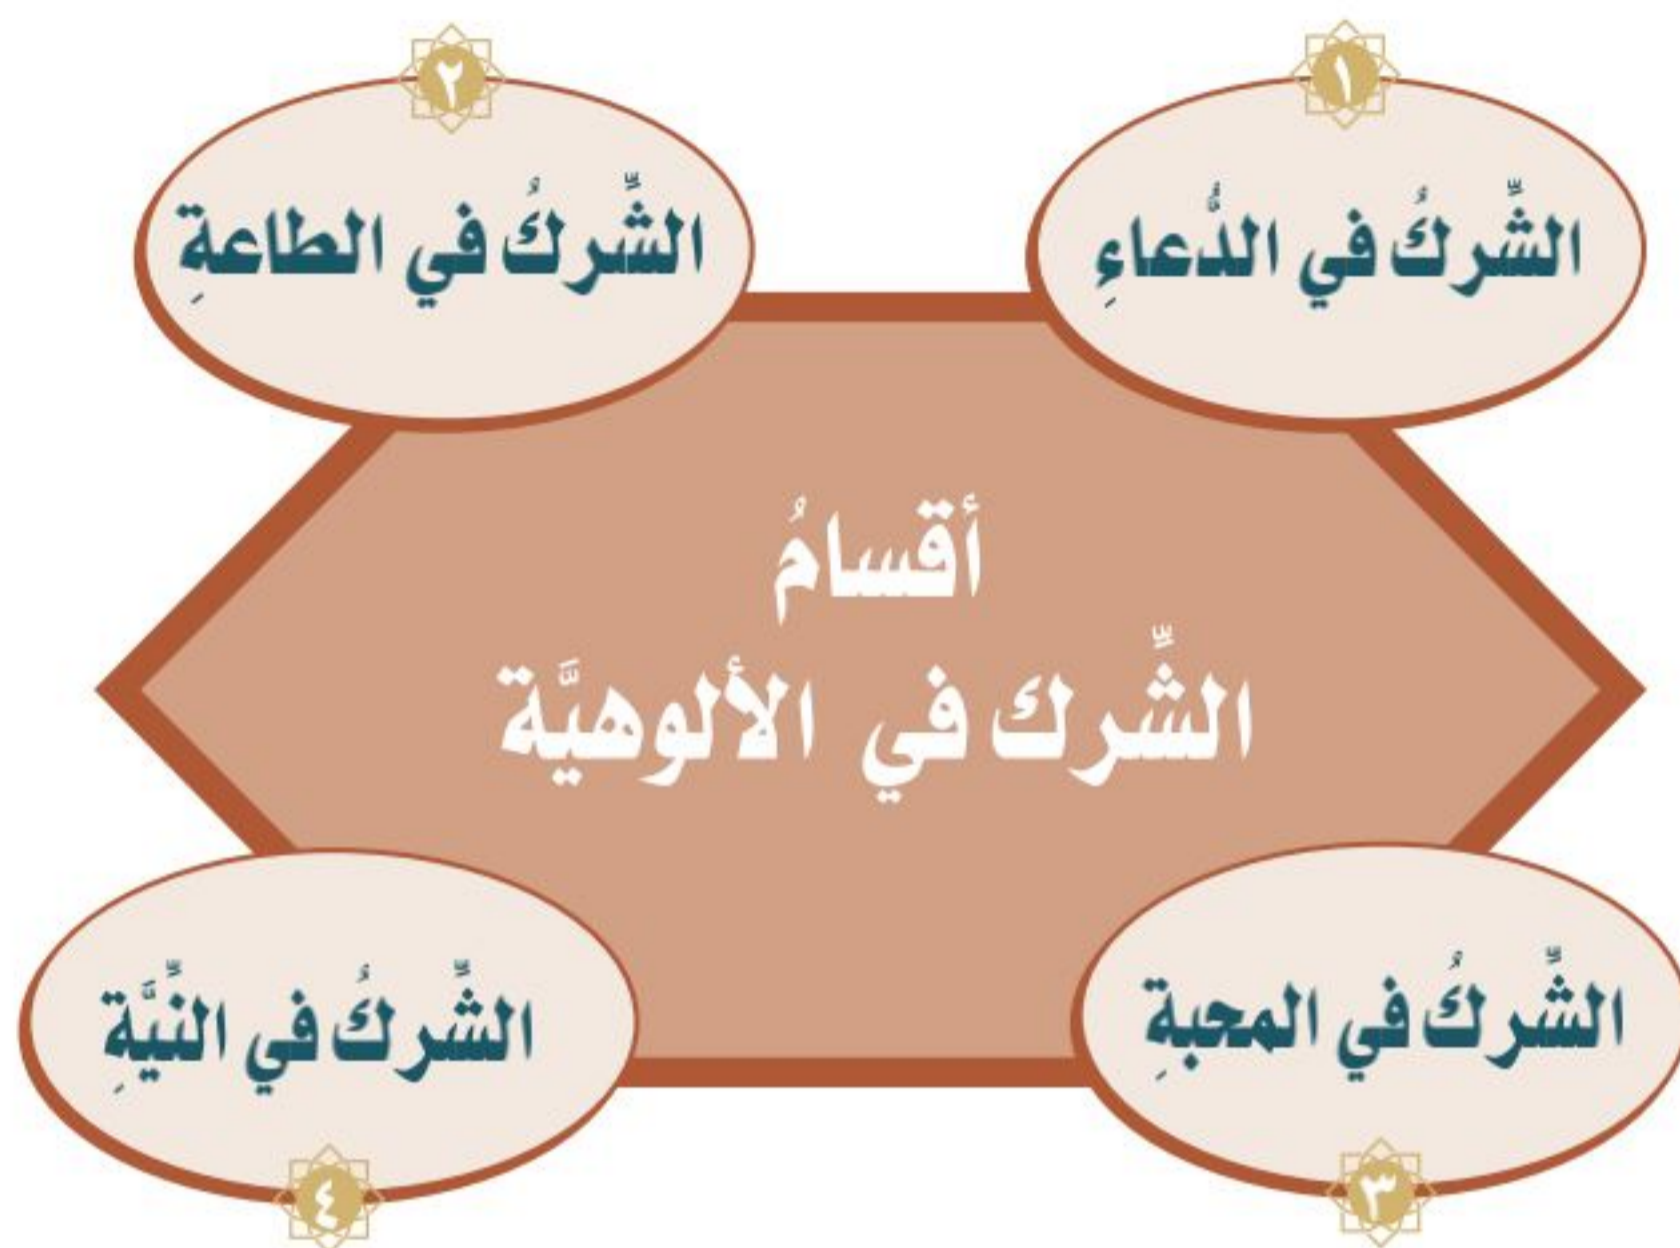 ١
الشِّركُ في الدُّعاءِ
٢
الشِّركُ في الطاعةِ
أقسامُ
الشِّرك في الألوهيَّة
الشِّركُ في المحبةِ
٣
الشِّركُ في النِّيَّةِ
٤